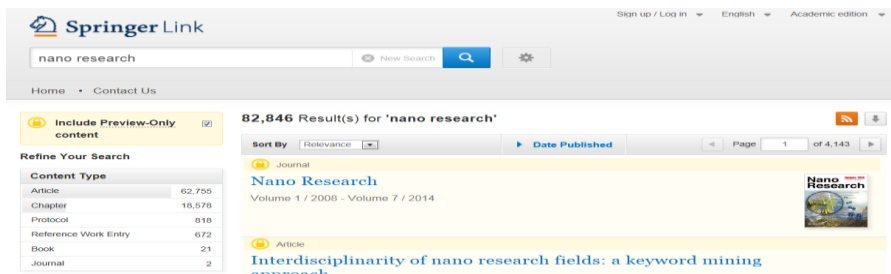 Sign up / Log in English Academic edition
Springer Link
nano research New Search
Home • Contact Us
Include Preview-Only content
82,846 Result(s) for 'nano research'
Sort By Relevance Date Published Page 1 of 4,143
Refine Your Search
Content Type
Article 62,755
Chapter 18,578
Protocol 818
Reference Work Entry 672
Book 21
Journal 2
Journal
Nano Research
Volume 1 / 2008 - Volume 7 / 2014
Nano
Research
Article
Interdisciplinarity of nano research fields: a keyword mining
approach